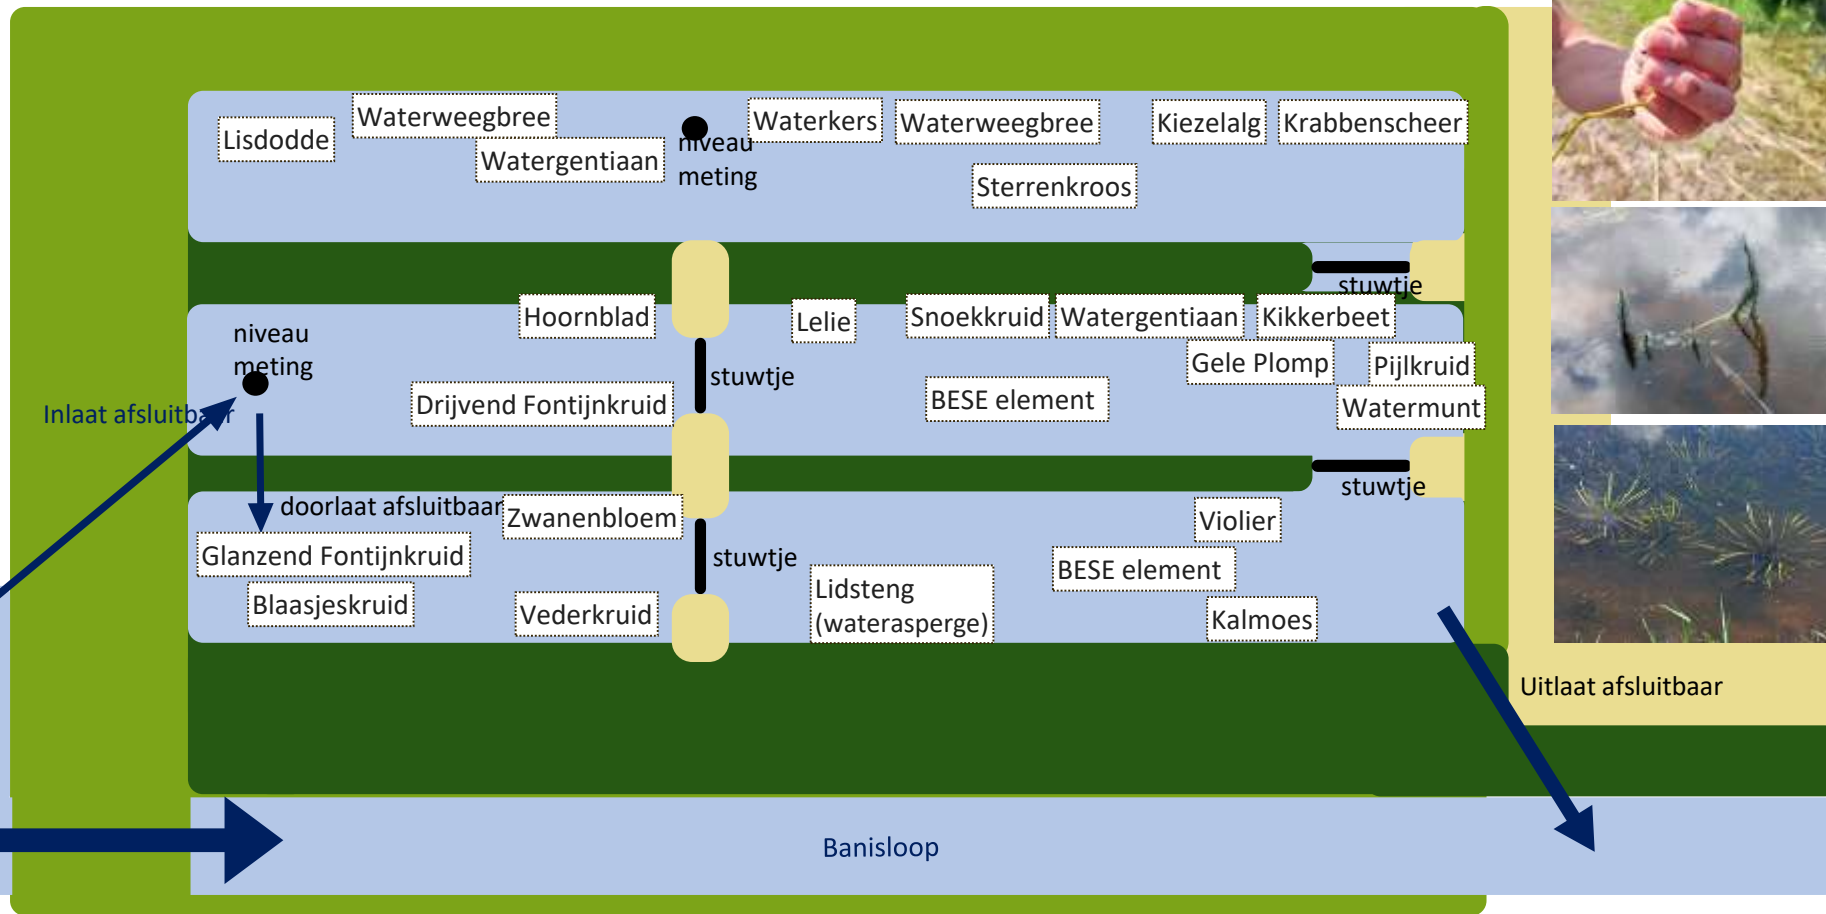 Lisdodde
Waterweegbree
Watergentiaan
niveau
meting
Waterkers
Waterweegbree
Sterrenkroos
Kiezelalg
Krabbenscheer
stuwtje
niveau
meting
Inlaat afsluitbaar
Hoornblad
Drijvend Fontijnkruid
stuwtje
Lelie
Snoekkruid
Watergentiaan
Kikkerbeet
Gele Plomp
Pijlkruid
BESE element
Watermunt
stuwtje
doorlaat afsluitbaar
Zwanenbloem
Glanzend Fontijnkruid
Blaasjeskruid
Vederkruid
stuwtje
Lidsteng
(waterasperge)
Violier
BESE element
Kalmoes
Uitlaat afsluitbaar
Banisloop